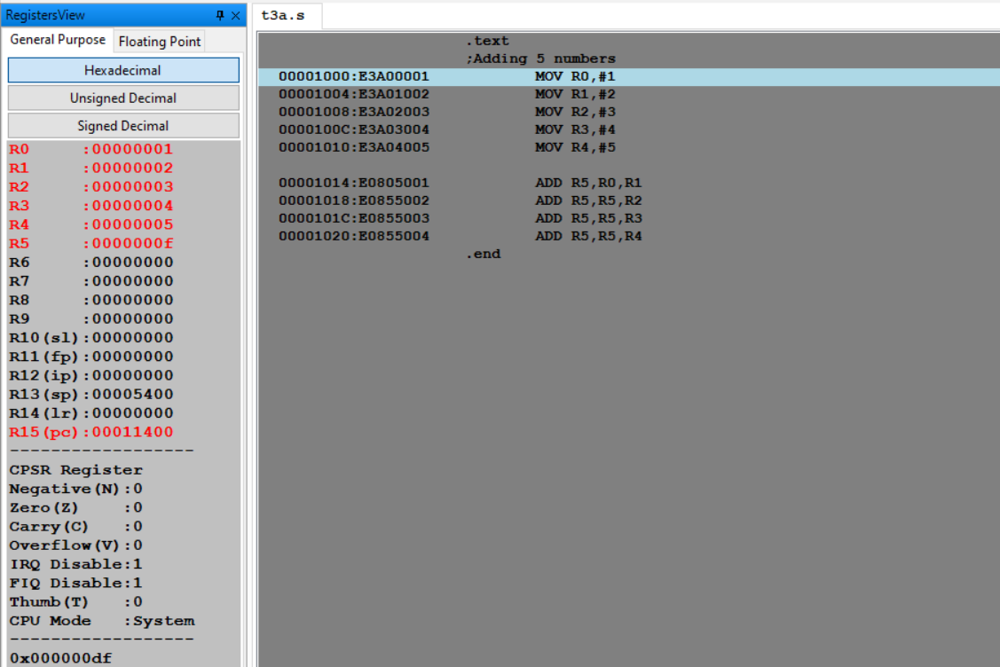 RegistersView
General Purpose Floating Point
Hexadecimal
Unsigned Decimal
Signed Decimal
R0 :00000001
R1 :00000002
R2 :00000003
R3 :00000004
R4 :00000005
R5 :0000000f
R6 :00000000
R7 :00000000
R8 :00000000
R9 :00000000
R10(sl):00000000
R11(fp):00000000
R12(ip):00000000
R13(sp):00005400
R14(lr):00000000
R15(pc):00011400
-------------------
CPSR Register
Negative(N):0
Zero(Z) :0
Carry(C) :0
Overflow(V):0
IRQ Disable:1
FIQ Disable:1
Thumb(T) :0
CPU Mode :System
-------------------
0x000000df
t3a.s
.text
;Adding 5 numbers
00001000:E3A00001 MOV R0,#1
00001004:E3A01002 MOV R1,#2
00001008:E3A02003 MOV R2,#3
0000100C:E3A03004 MOV R3,#4
00001010:E3A04005 MOV R4,#5
00001014:E0805001 ADD R5,R0,R1
00001018:E0855002 ADD R5,R5,R2
0000101C:E0855003 ADD R5,R5,R3
00001020:E0855004 ADD R5,R5,R4
.end